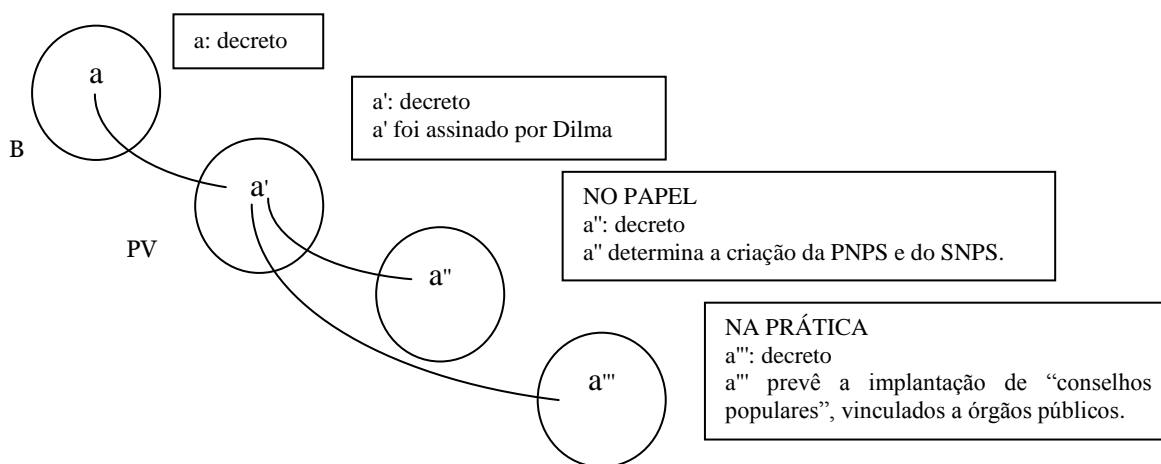 a: decreto
a
a': decreto
a' foi assinado por Dilma
B
a'
NO PAPEL
a'': decreto
a'' determina a criação da PNPS e do SNPS.
PV
a''
NA PRÁTICA
a''': decreto
a''' prevê a implantação de “conselhos
populares”, vinculados a órgãos públicos.
a'''